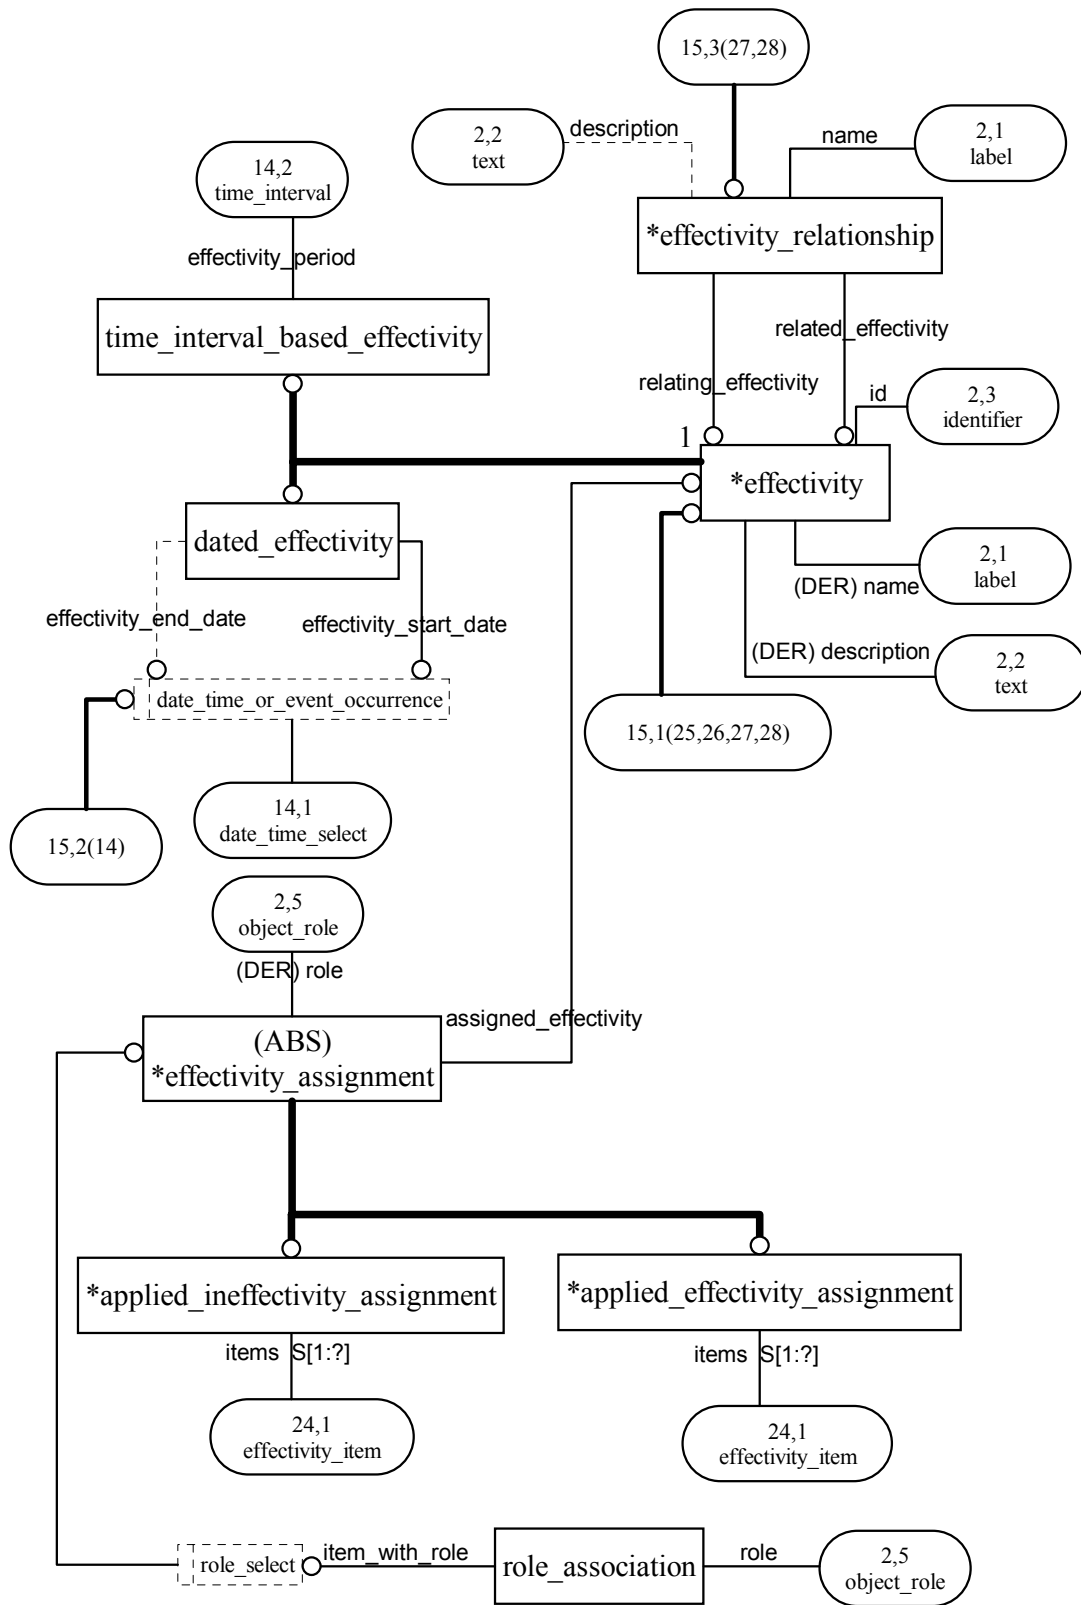 15,3(27,28)
2,2
text
description
name
2,1
label
14,2
time_interval
effectivity_period
*effectivity_relationship
time_interval_based_effectivity
related_effectivity
relating_effectivity
id
2,3
identifier
1
*effectivity
dated_effectivity
2,1
label
(DER) name
effectivity_end_date
effectivity_start_date
(DER) description
2,2
text
date_time_or_event_occurrence
15,1(25,26,27,28)
14,1
date_time_select
15,2(14)
2,5
object_role
(DER) role
assigned_effectivity
(ABS)
*effectivity_assignment
*applied_ineffectivity_assignment
*applied_effectivity_assignment
items S[1:?]
items S[1:?]
24,1
effectivity_item
24,1
effectivity_item
role_select
item_with_role
role_association
role
2,5
object_role